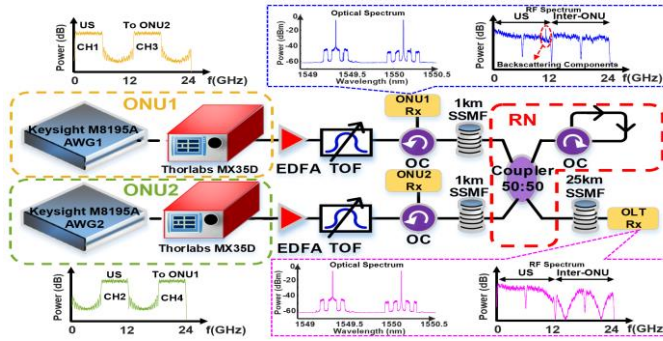 US To ONU2
Power (dB)
CH1 CH3
0 12 24 f(GHz)
Optical Spectrum
Power (dBm)
0
-20
-40
-60
1549 1549.5 1550 1550.5
Wavelength (nm)
RF Spectrum
US Inter-ONU
Power (dB)
0 12 24
f(GHz)
Backscattering Components
ONU1
Keysight M8195A
AWG1
Thorlabs MX35D
EDFA TOF
ONU1
Rx
OC
1km
SSMF
RN
OC
Coupler
50:50
ONU2
Keysight M8195A
AWG2
Thorlabs MX35D
EDFA TOF
ONU2
Rx
OC
1km
SSMF
25km
SSMF
OLT
Rx
US To ONU1
Power (dB)
CH2 CH4
0 12 24 f(GHz)
Optical Spectrum
Power (dBm)
0
-20
-40
-60
1549 1549.5 1550 1550.5
Wavelength (nm)
RF Spectrum
US Inter-ONU
Power (dB)
0 12 24
f(GHz)